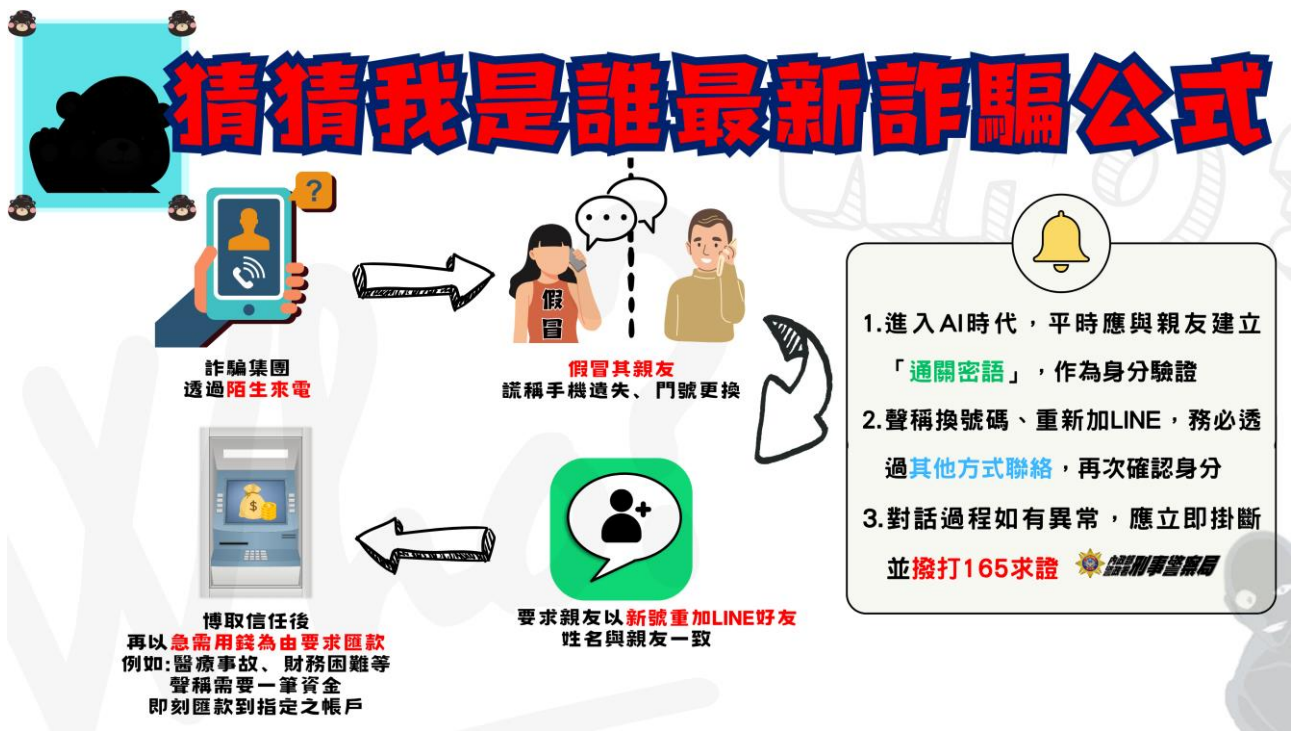 猜猜我是誰最新詐騙公式
?
詐騙集團
透過陌生來電
假冒
假冒其親友
謊稱手機遺失、門號更換
要求親友以新號重加LINE好友
姓名與親友一致
$
博取信任後
再以急需用錢為由要求匯款
例如:醫療事故、財務困難等
聲稱需要一筆資金
即刻匯款到指定之帳戶
1.進入AI時代，平時應與親友建立
「通關密語」，作為身分驗證
2.聲稱換號碼、重新加LINE，務必透
過其他方式聯絡，再次確認身分
3.對話過程如有異常，應立即掛斷
並撥打165求證
刑事警察局
Who?